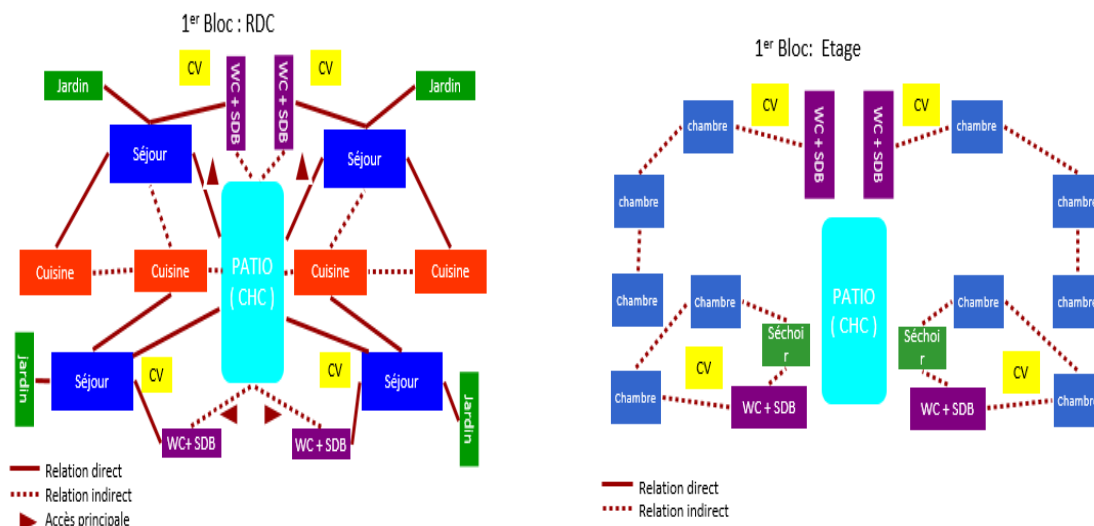 1er Bloc : RDC
CV
CV
WC + SDB
WC + SDB
Jardin
Jardin
Séjour
Séjour
Cuisine
Cuisine
PATIO
( CHC )
Cuisine
Cuisine
jardin
Séjour
CV
CV
Séjour
Jardin
WC+ SDB
WC + SDB
Relation direct
Relation indirect
Accès principale
1er Bloc: Etage
CV
CV
WC + SDB
WC + SDB
chambre
chambre
chambre
chambre
Chambre
Chambre
PATIO
( CHC )
Chambre
Chambre
Séchoi
r
Séchoi
r
CV
CV
Chambre
WC + SDB
WC + SDB
Chambre
Relation direct
Relation indirect